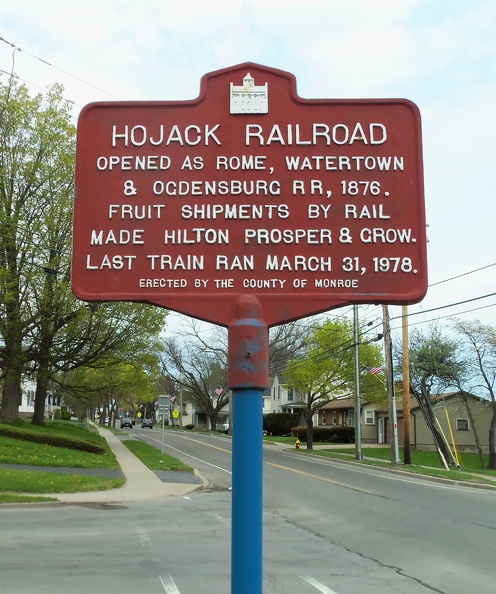 HOJACK RAILROAD
OPENED AS ROME, WATERTOWN
& OGDENSBURG RR, 1876.
FRUIT SHIPMENTS BY RAIL
MADE HILTON PROSPER & GROW.
LAST TRAIN RAN MARCH 31, 1978.
ERECTED BY THE COUNTY OF MONROE